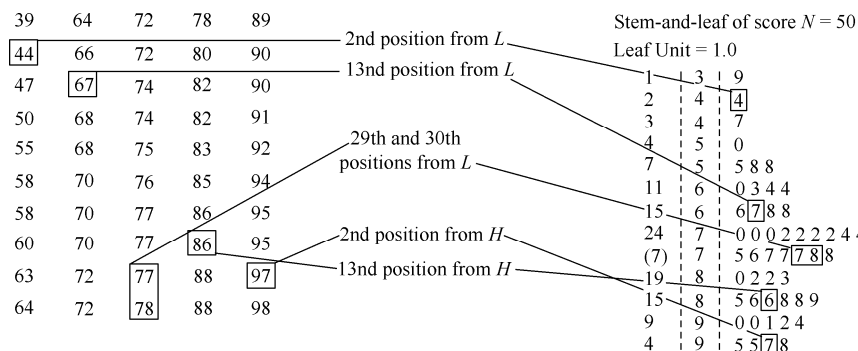 39 64 72 78 89
44 66 72 80 90
47 67 74 82 90
50 68 74 82 91
55 68 75 83 92
58 70 76 85 94
58 70 77 86 95
60 70 77 86 95
63 72 77 88 97
64 72 78 88 98
2nd position from L
13nd position from L
29th and 30th
positions from L
2nd position from H
13nd position from H
Stem-and-leaf of score N = 50
Leaf Unit = 1.0
1 3 9
2 4 4
3 4 7
4 5 0
7 5 5 8 8
11 6 0 3 4 4
15 6 6 7 8 8
24 7 0 0 0 2 2 2 2 4 4
(7) 7 5 6 7 7 7 8 8
19 8 0 2 2 3
15 8 5 6 6 8 8 9
9 9 0 0 1 2 4
4 9 5 5 7 8